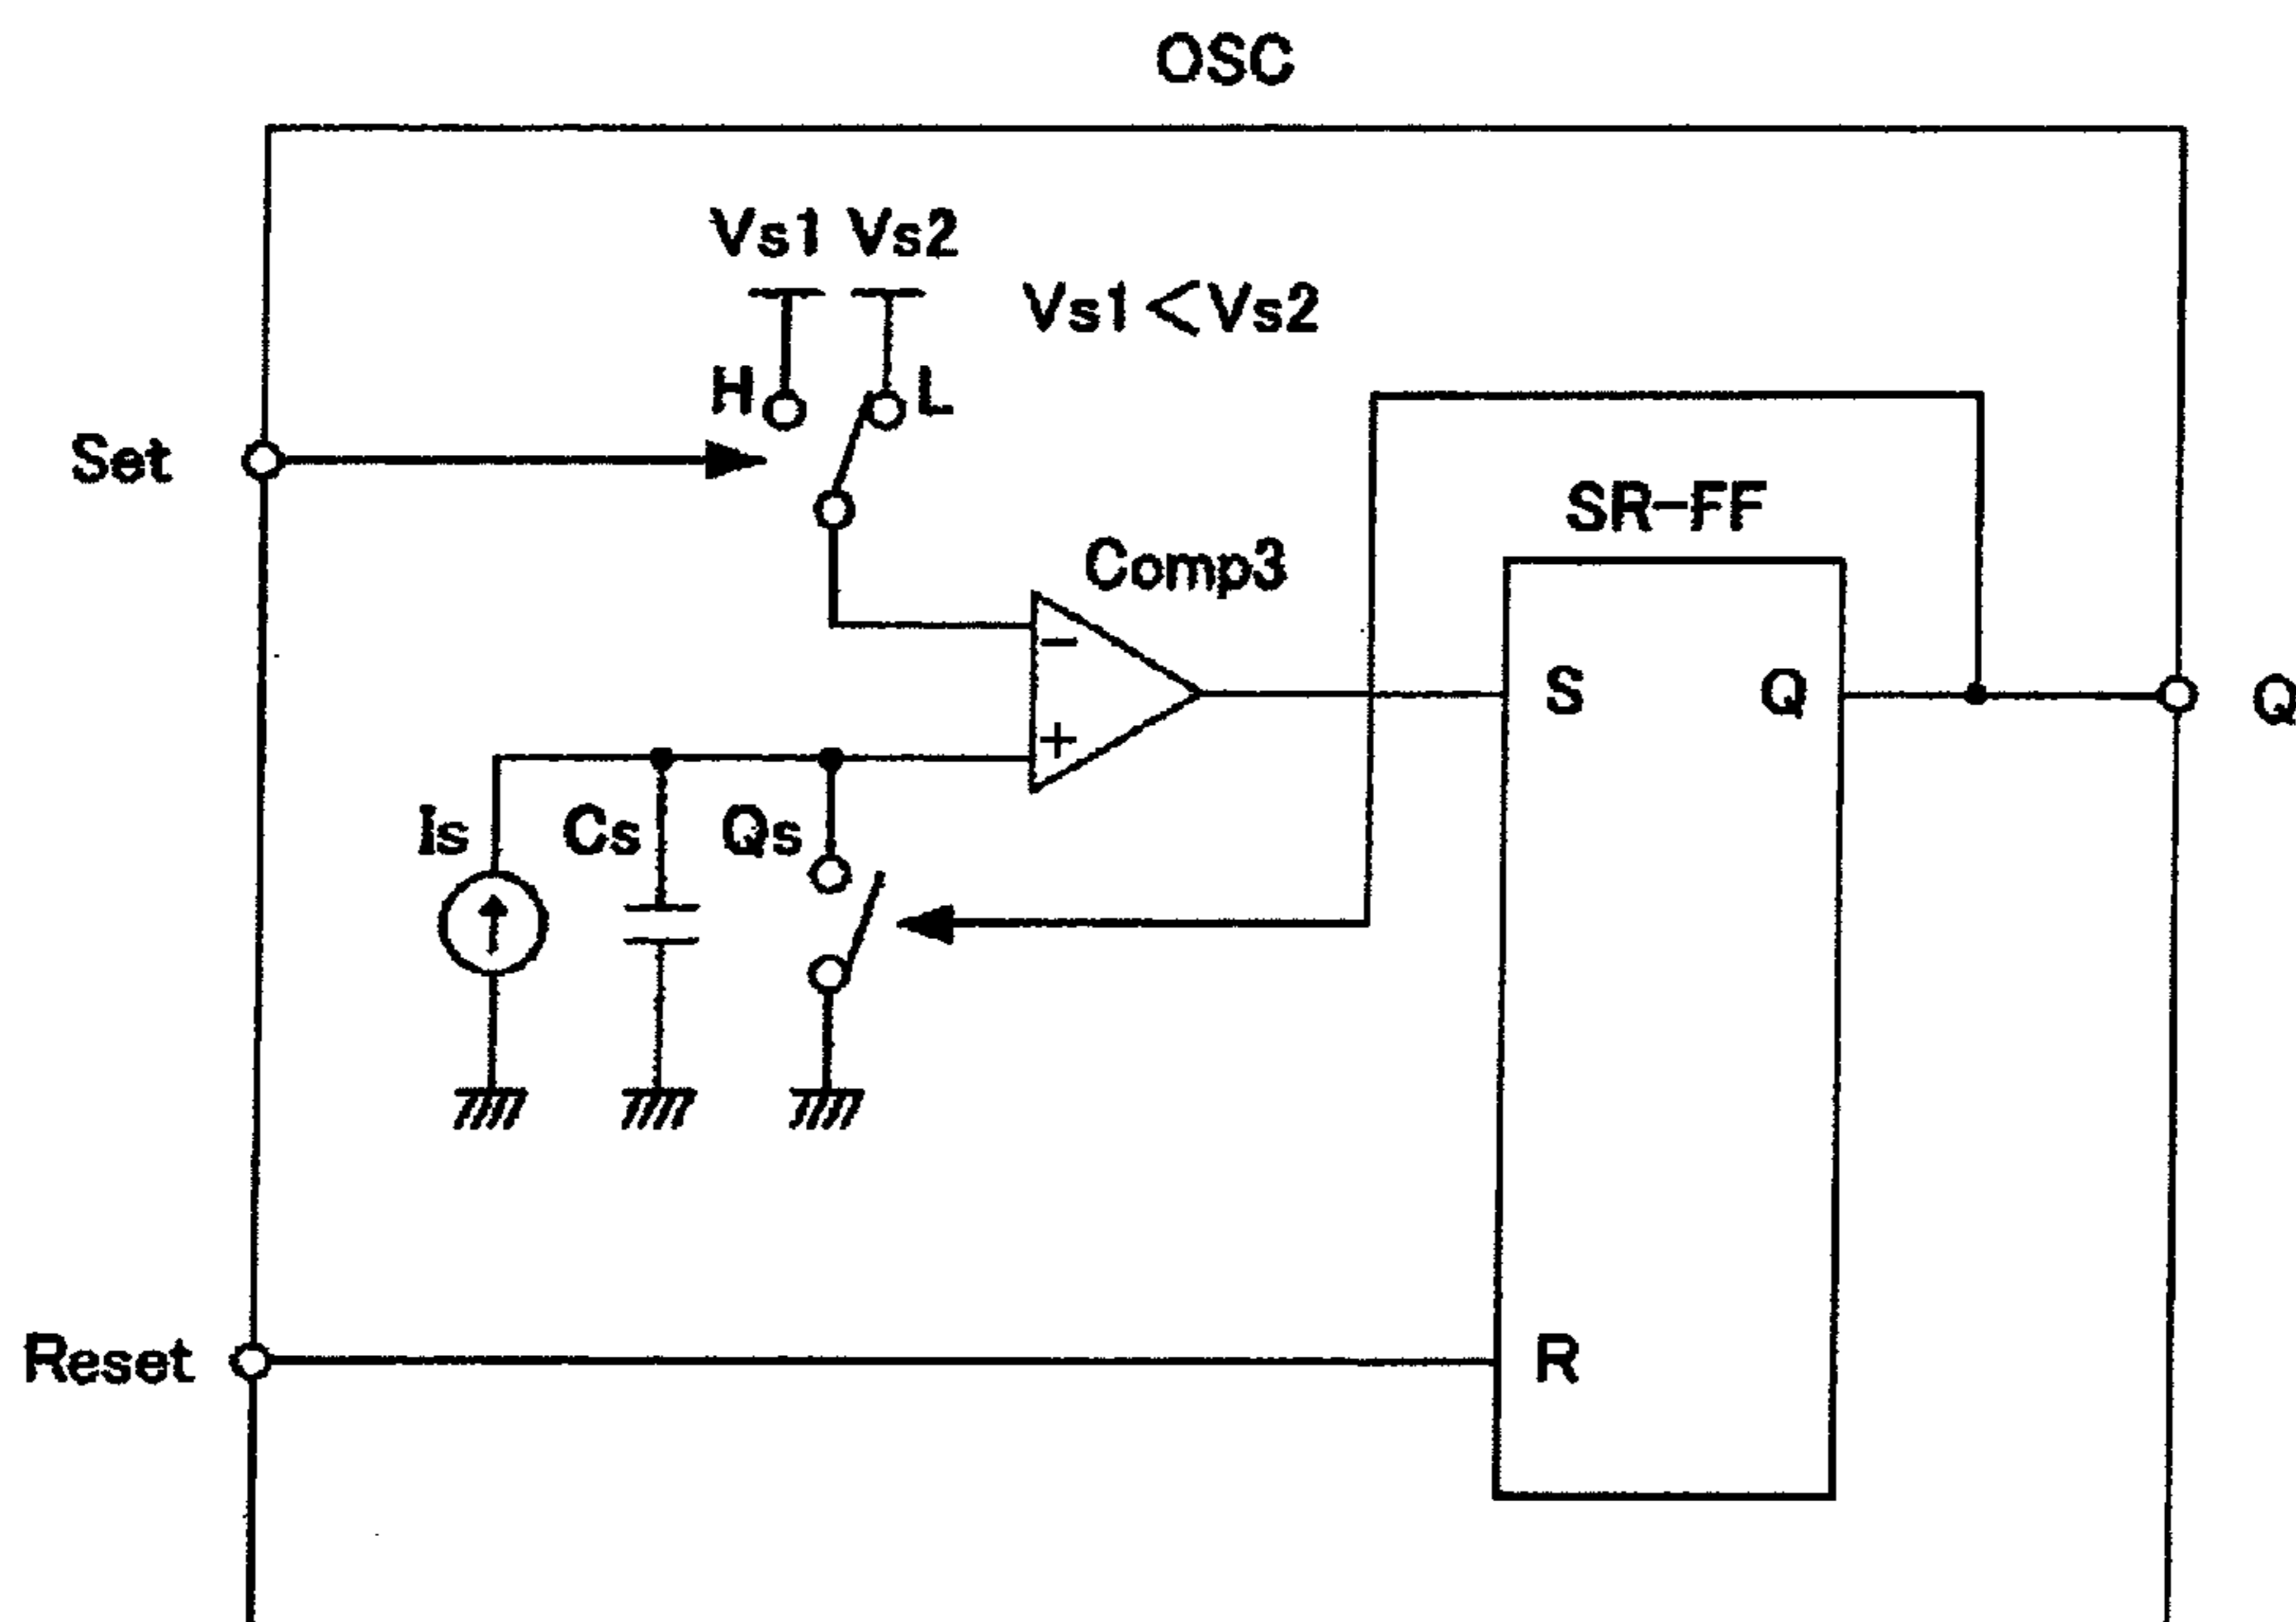 OSC
Vs1 Vs2
Vs1<Vs2
H L
Set
SR-FF
Comp3
−
S Q
Q
+
Is Cs Qs
Reset
R